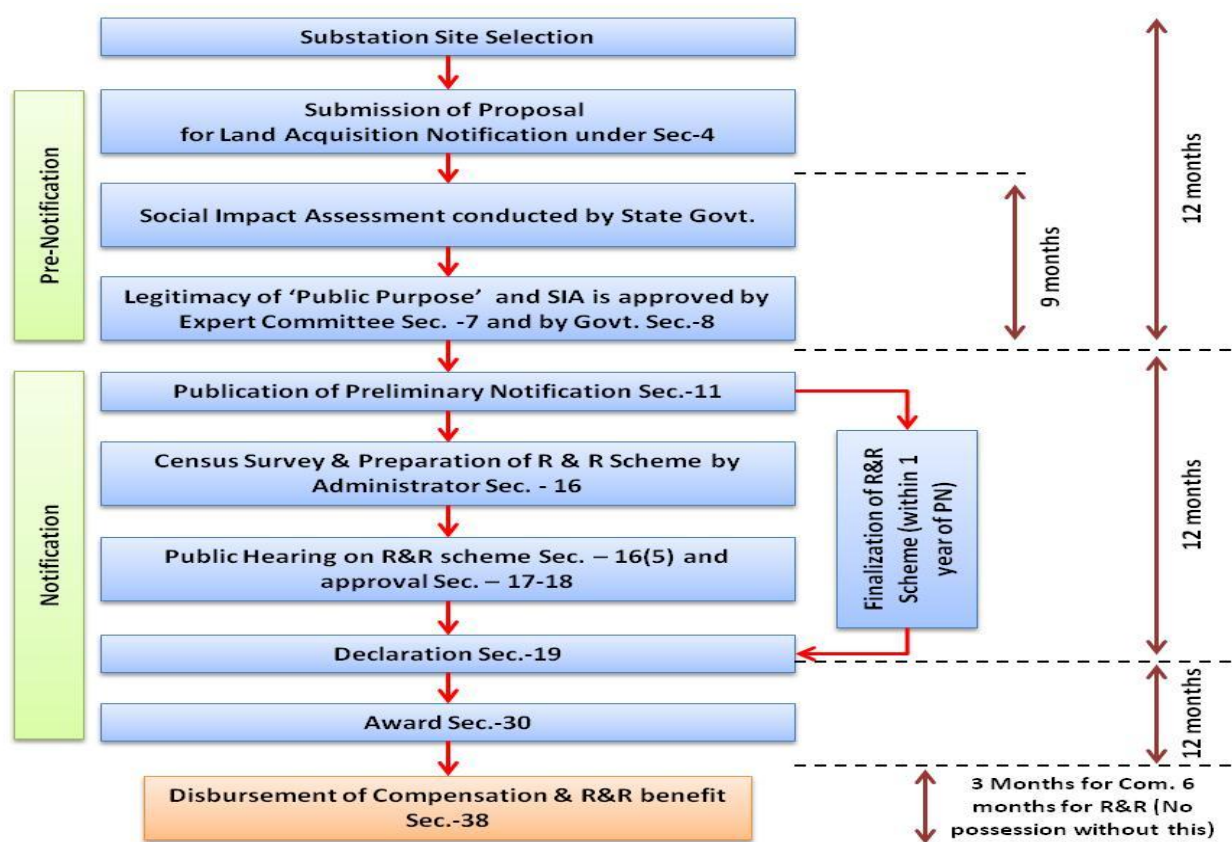 Substation Site Selection
Submission of Proposal
for Land Acquisition Notification under Sec-4
Social Impact Assessment conducted by State Govt.
Legitimacy of ‘Public Purpose’ and SIA is approved by
Expert Committee Sec. -7 and by Govt. Sec.-8
Pre-Notification
9 months
12 months
Publication of Preliminary Notification Sec.-11
Census Survey & Preparation of R & R Scheme by
Administrator Sec. - 16
Public Hearing on R&R scheme Sec. – 16(5) and
approval Sec. – 17-18
Declaration Sec.-19
Award Sec.-30
Notification
Finalization of R&R
Scheme (within 1
year of PN)
12 months
12 months
Disbursement of Compensation & R&R benefit
Sec.-38
3 Months for Com. 6
months for R&R (No
possession without this)